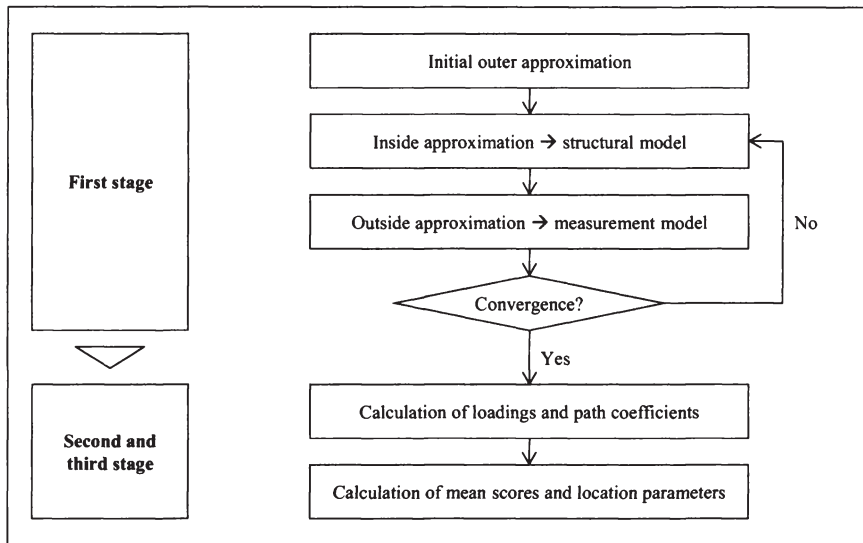 First stage
Initial outer approximation
Inside approximation → structural model
Outside approximation → measurement model
Convergence?
No
Yes
Second and
third stage
Calculation of loadings and path coefficients
Calculation of mean scores and location parameters